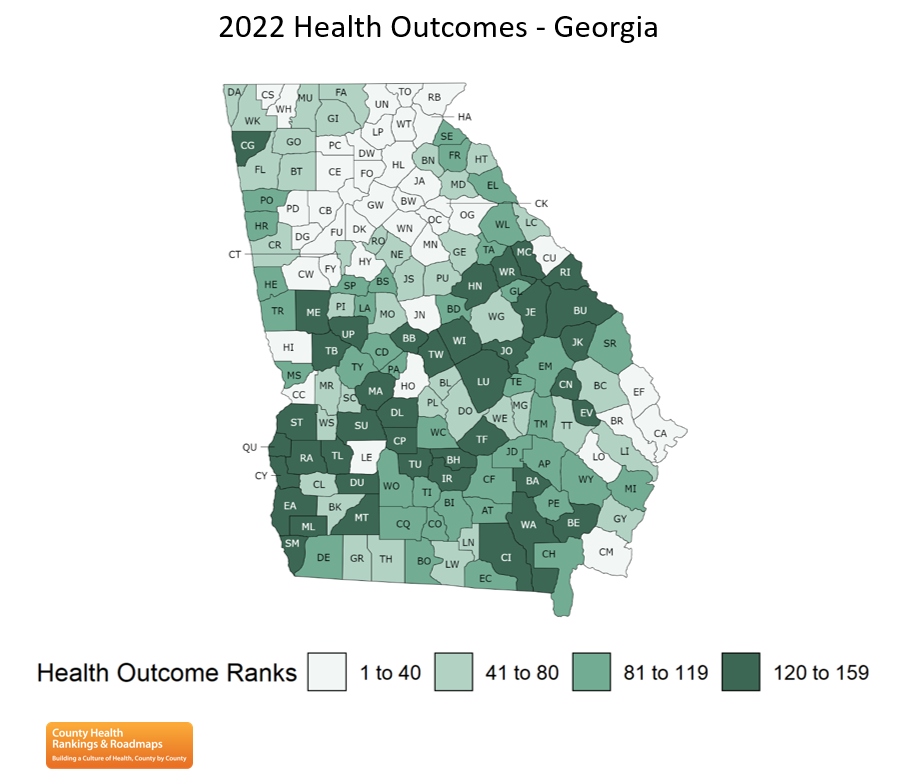 2022 Health Outcomes - Georgia
DA CS MU FA UN TO RB
WH
WK GI LP WT HA
CG GO PC SE
DW FR
FL BT CE FO HL BN HT
JA MD EL
PO PD CB GW BW CK
OC OG
HR FU DK WN WL LC
DG RO
CT CR MN TA MC CU
HY NE GE
CW FY WR RI
HE SP BS JS PU HN
GL
TR ME PI LA MO JN BD WG JE BU
UP BB WI JK SR
HI TB CD TW JO
TY PA EM
MS MR MA HO BL LU TE CN BC EF
CC SC PL MG
ST WS SU DL DO WE TM TT EV BR
CP WC TF CA
QU RA TL LE BH JD LO LI
TU AP
CY CL DU WO IR CF BA WY MI
EA BK TI
ML MT BI AT PE GY
CQ CO WA BE
SM LN
DE GR TH BO LW CI CH CM
EC
Health Outcome Ranks 1 to 40 41 to 80 81 to 119 120 to 159
County Health
Rankings & Roadmaps
Building a Culture of Health, County by County